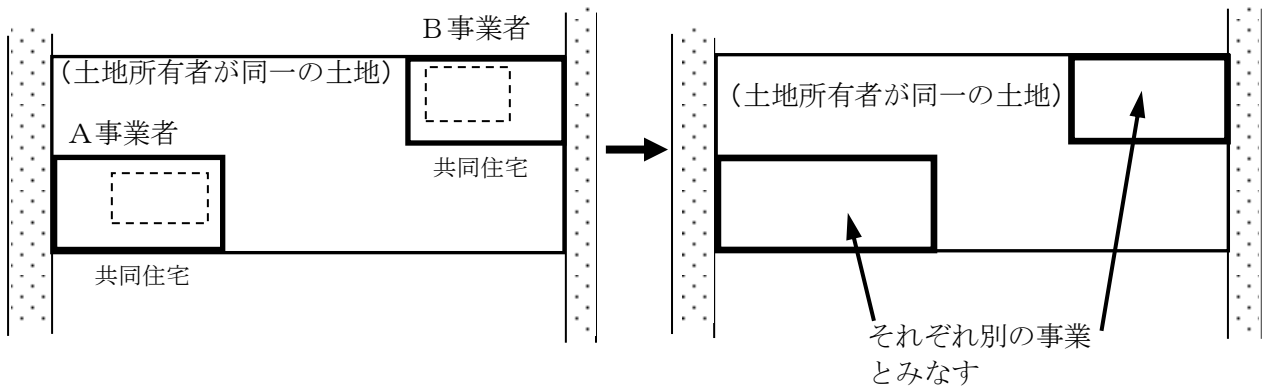 B事業者
（土地所有者が同一の土地）
A事業者
共同住宅
共同住宅
（土地所有者が同一の土地）
それぞれ別の事業
とみなす